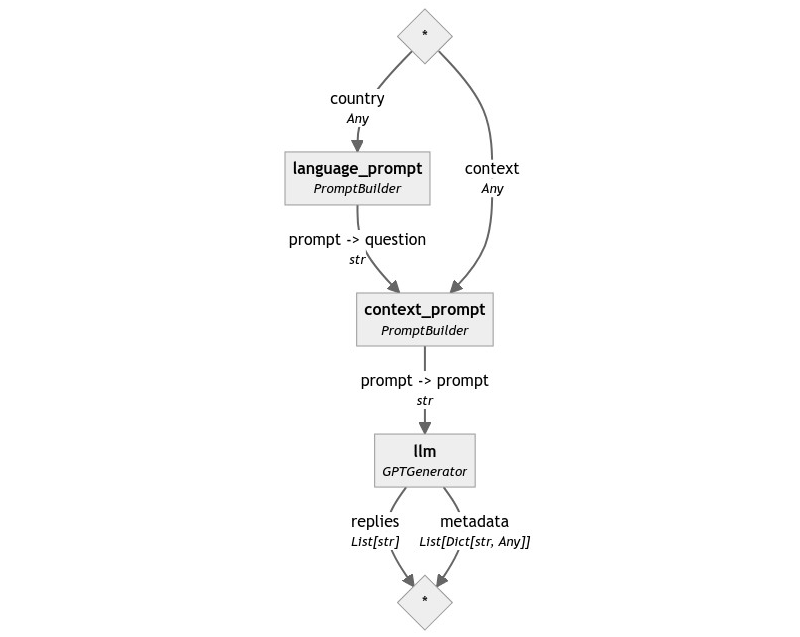 *
country
Any
language_prompt
PromptBuilder
context
Any
prompt -> question
str
context_prompt
PromptBuilder
prompt -> prompt
str
llm
GPTGenerator
replies
List[str]
metadata
List[Dict[str, Any]]
*